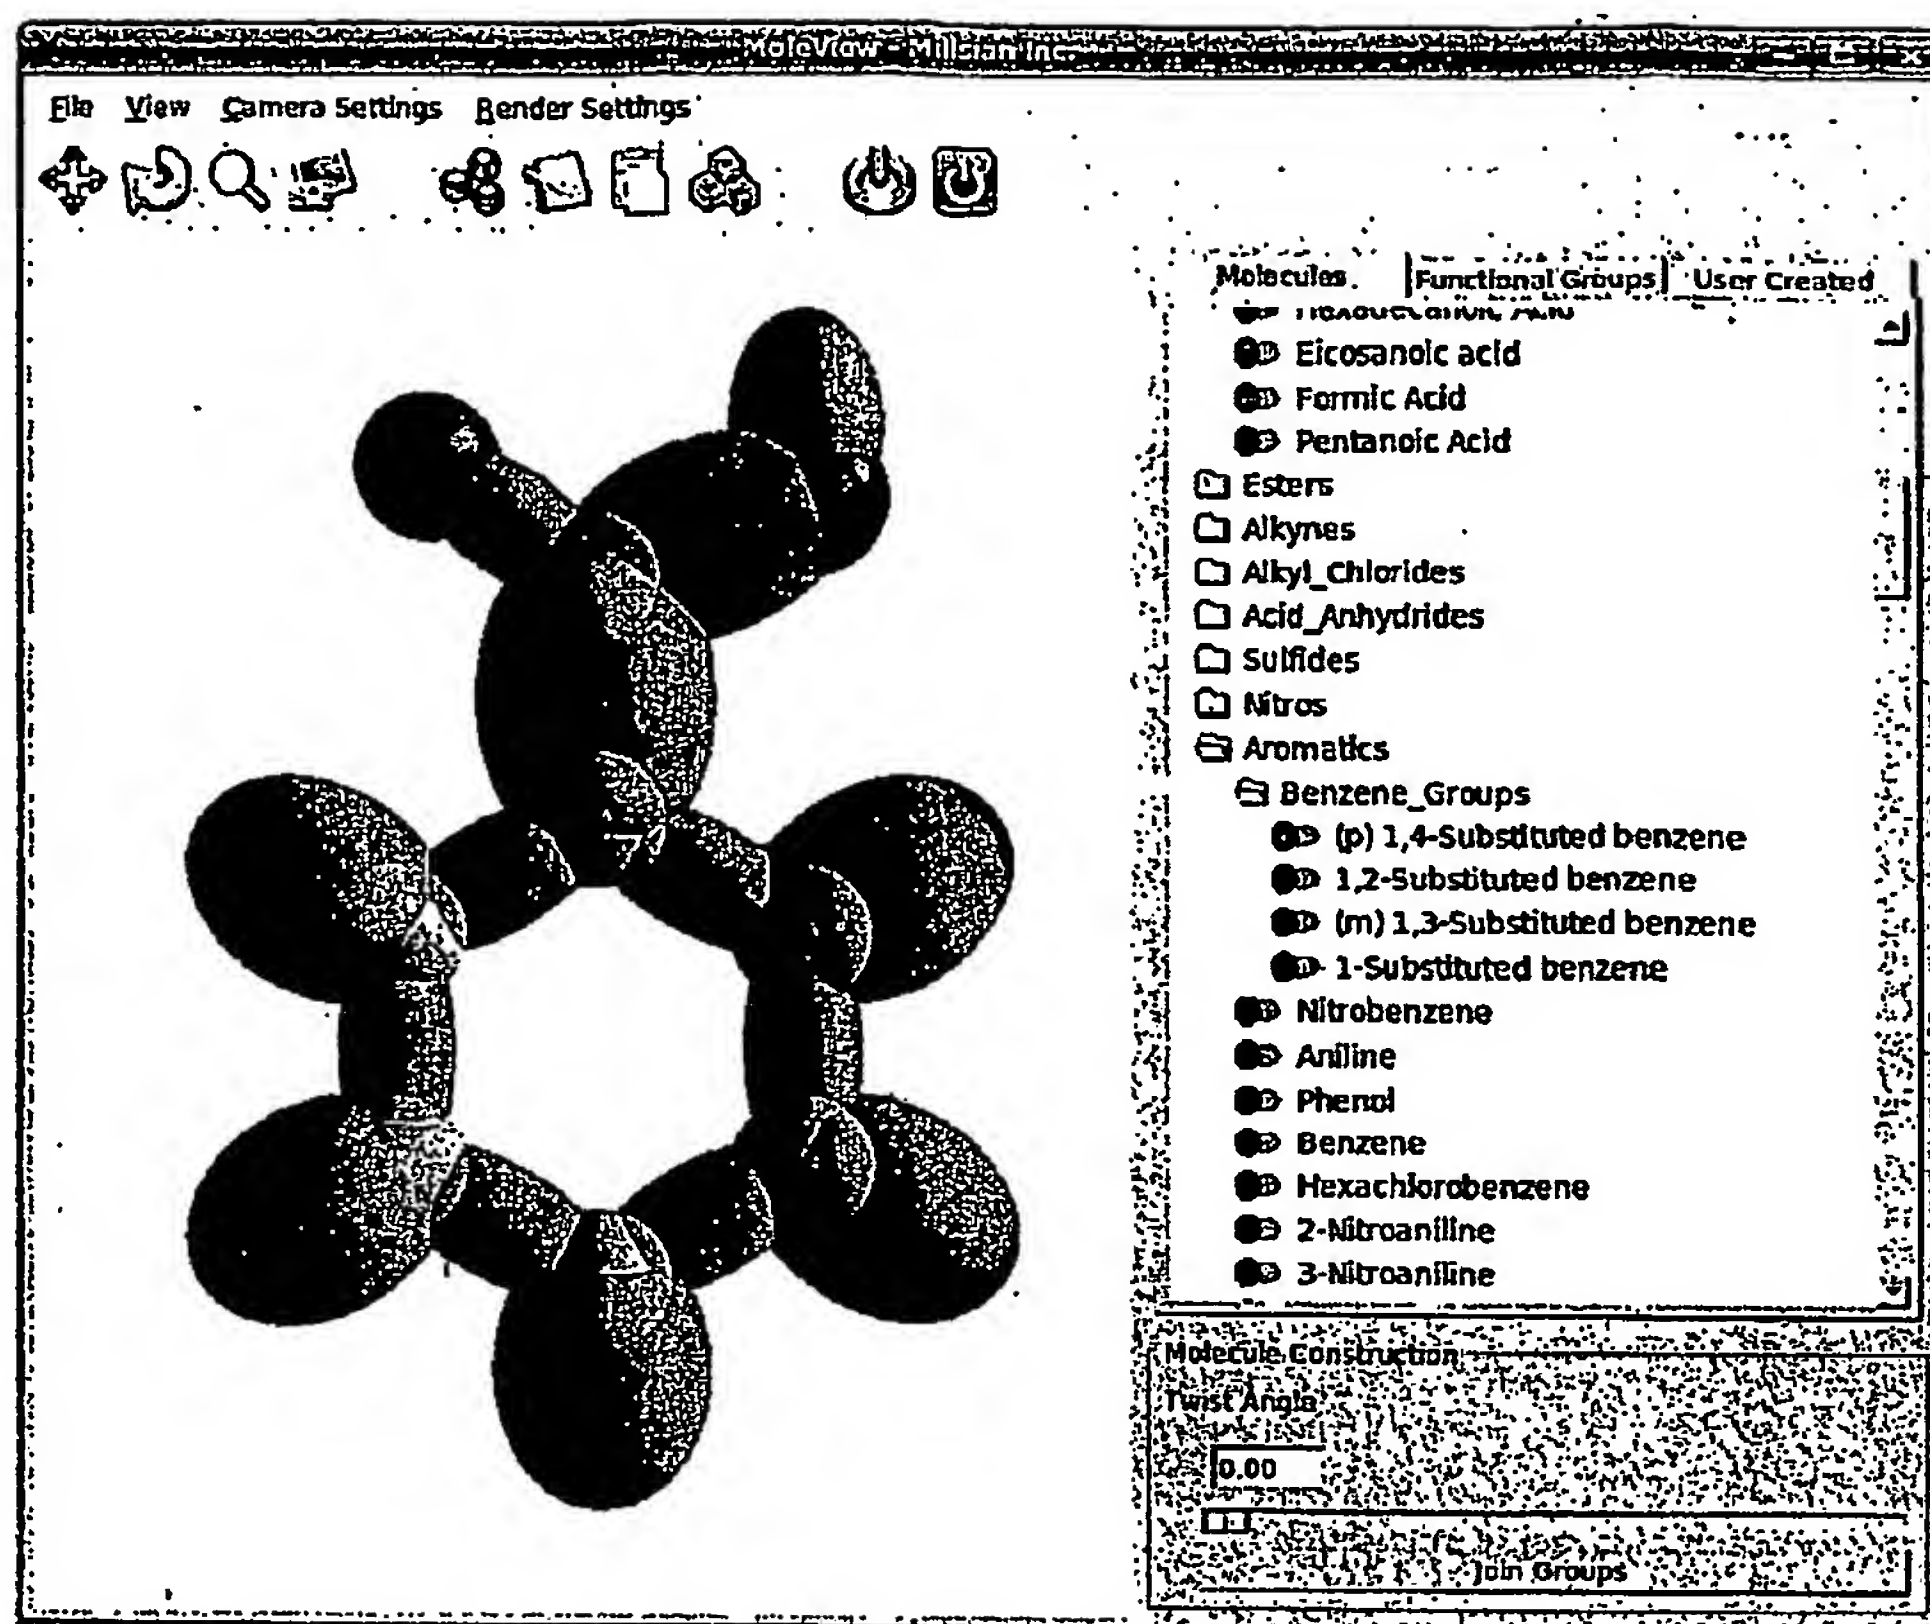 MoleView - Millsian Inc.
File View Camera Settings Render Settings
Molecules Functional Groups User Created
Eicosanoic acid
Formic Acid
Pentanoic Acid
Esters
Alkynes
Alkyl_Chlorides
Acid_Anhydrides
Sulfides
Nitros
Aromatics
Benzene_Groups
(p) 1,4-Substituted benzene
1,2-Substituted benzene
(m) 1,3-Substituted benzene
1-Substituted benzene
Nitrobenzene
Aniline
Phenol
Benzene
Hexachlorobenzene
2-Nitroaniline
3-Nitroaniline
Molecule Construction
Twist Angle
0.00
Join Groups